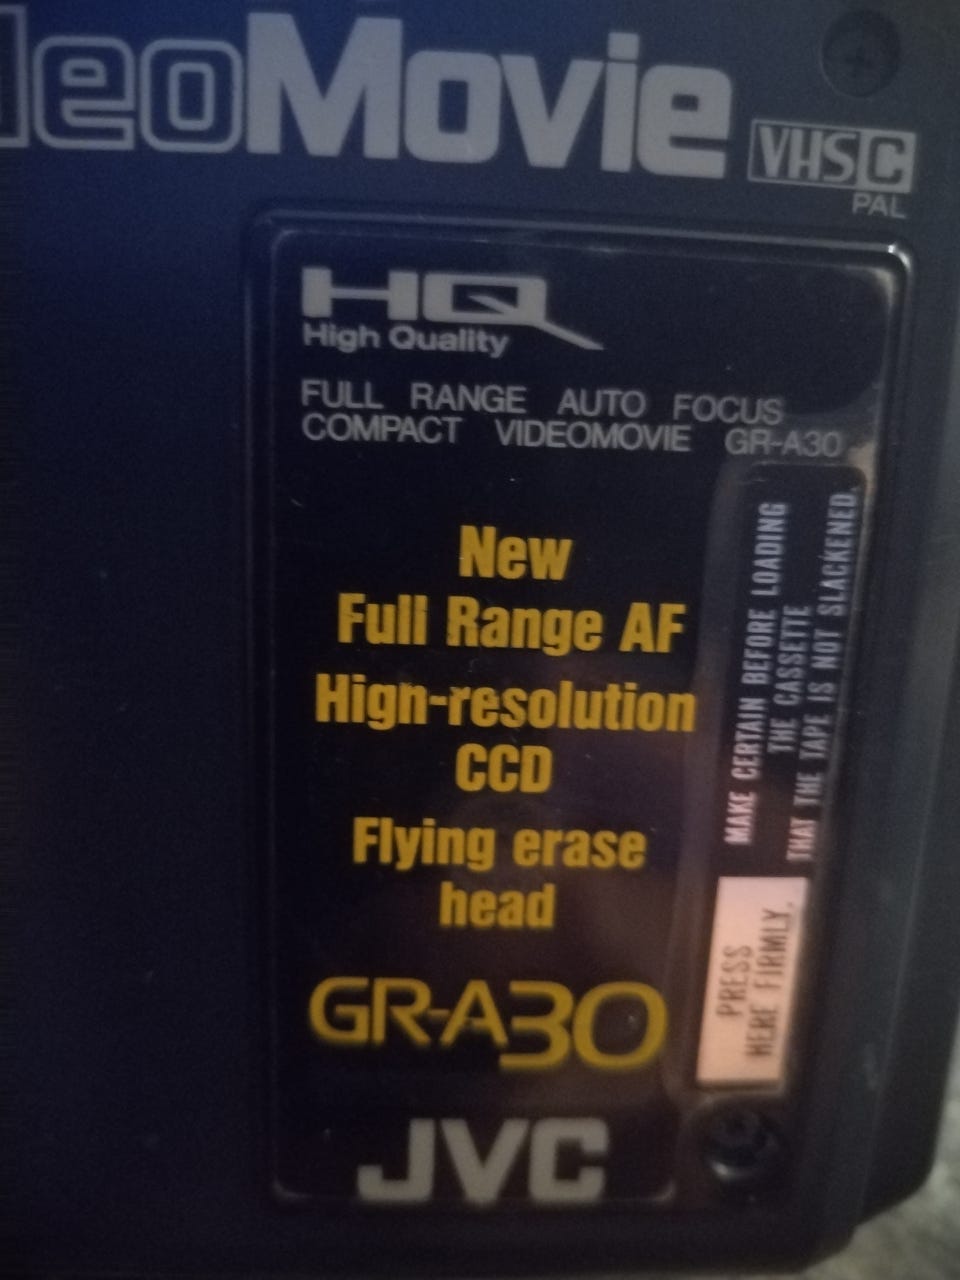 deoMovie
VHS C
PAL
HQ
High Quality
FULL RANGE AUTO FOCUS
COMPACT VIDEOMOVIE GR-A30
New
Full Range AF
High-resolution
CCD
Flying erase
head
GR-A30
JVC
MAKE CERTAIN BEFORE LOADING
THE CASSETTE
THAT THE TAPE IS NOT SLACKENED.
PRESS
HERE FIRMLY.